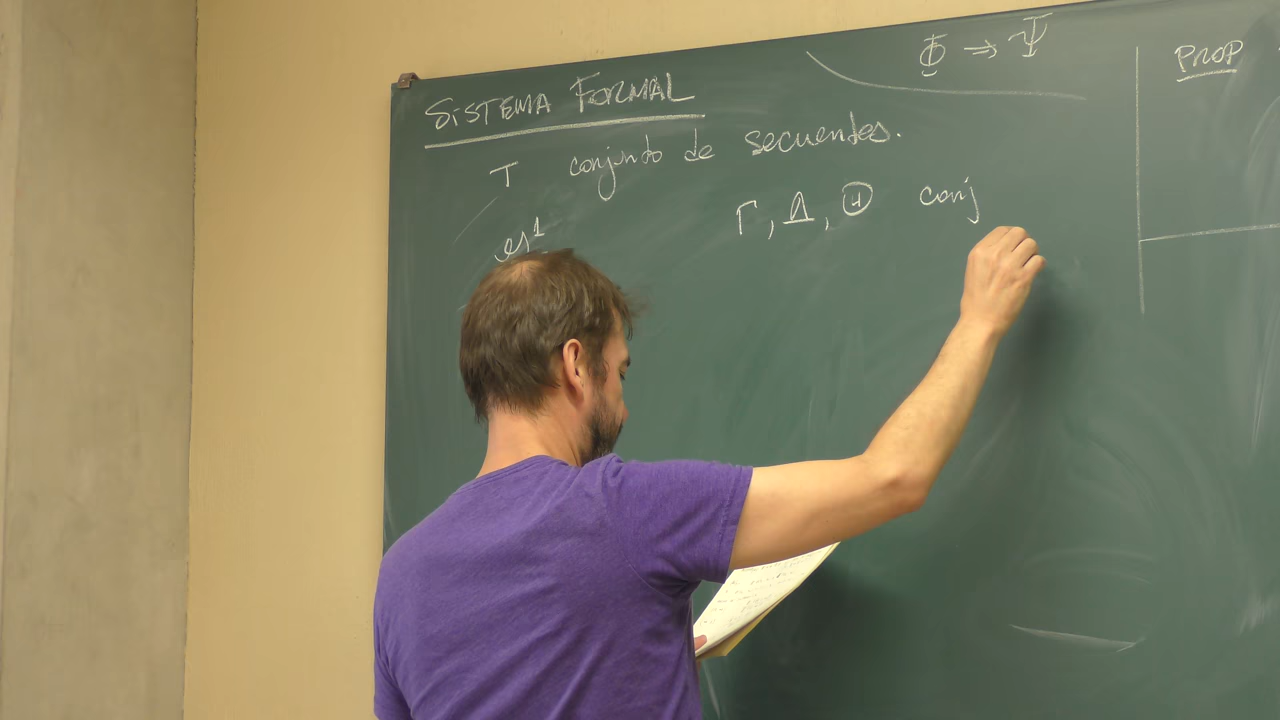 Φ ⇒ Ψ
PROP
SISTEMA FORMAL
T conjunto de secuentes.
Γ, Δ, Θ conj